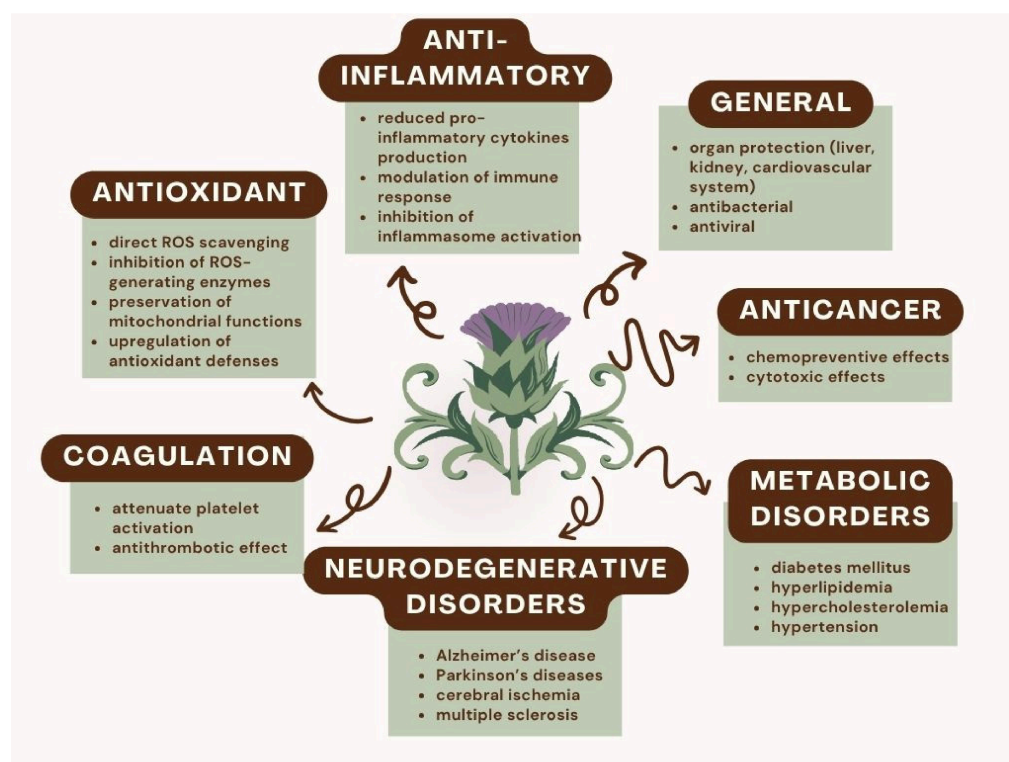 ANTI-
INFLAMMATORY
• reduced pro-
inflammatory cytokines
production
• modulation of immune
response
• inhibition of
inflammasome activation
GENERAL
• organ protection (liver,
kidney, cardiovascular
system)
• antibacterial
• antiviral
ANTIOXIDANT
• direct ROS scavenging
• inhibition of ROS-
generating enzymes
• preservation of
mitochondrial functions
• upregulation of
antioxidant defenses
ANTICANCER
• chemopreventive effects
• cytotoxic effects
COAGULATION
• attenuate platelet
activation
• antithrombotic effect
METABOLIC
DISORDERS
• diabetes mellitus
• hyperlipidemia
• hypercholesterolemia
• hypertension
NEURODEGENERATIVE
DISORDERS
• Alzheimer's disease
• Parkinson's diseases
• cerebral ischemia
• multiple sclerosis